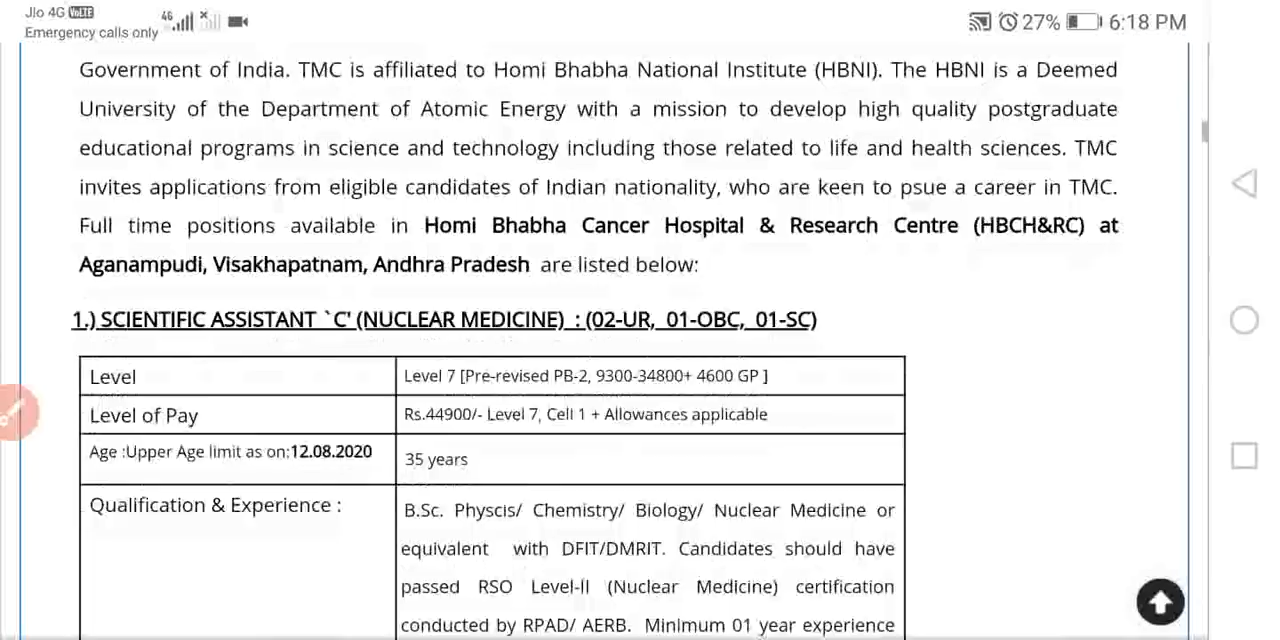 Jio 4G VoLTE
4G
27%
6:18 PM
Emergency calls only
Government of India. TMC is affiliated to Homi Bhabha National Institute (HBNI). The HBNI is a Deemed
University of the Department of Atomic Energy with a mission to develop high quality postgraduate
educational programs in science and technology including those related to life and health sciences. TMC
invites applications from eligible candidates of Indian nationality, who are keen to psue a career in TMC.
Full time positions available in Homi Bhabha Cancer Hospital & Research Centre (HBCH&RC) at
Aganampudi, Visakhapatnam, Andhra Pradesh are listed below:
1.) SCIENTIFIC ASSISTANT `C' (NUCLEAR MEDICINE) : (02-UR, 01-OBC, 01-SC)
Level
Level 7 [Pre-revised PB-2, 9300-34800+ 4600 GP ]
Level of Pay
Rs.44900/- Level 7, Cell 1 + Allowances applicable
Age :Upper Age limit as on:12.08.2020
35 years
Qualification & Experience :
B.Sc. Physcis/ Chemistry/ Biology/ Nuclear Medicine or
equivalent with DFIT/DMRIT. Candidates should have
passed RSO Level-II (Nuclear Medicine) certification
conducted by RPAD/ AERB. Minimum 01 year experience